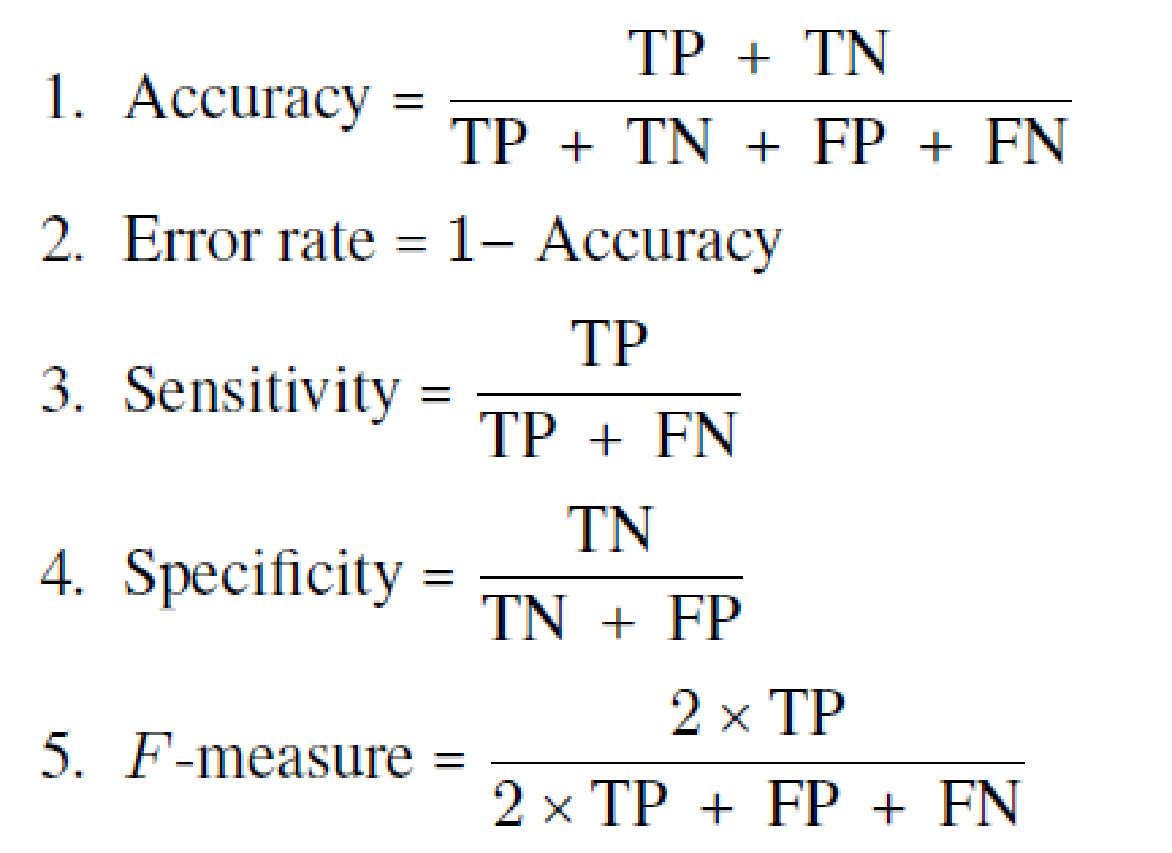 1. Accuracy = TP + TN / TP + TN + FP + FN
2. Error rate = 1– Accuracy
3. Sensitivity = TP / TP + FN
4. Specificity = TN / TN + FP
5. F-measure = 2 × TP / 2 × TP + FP + FN